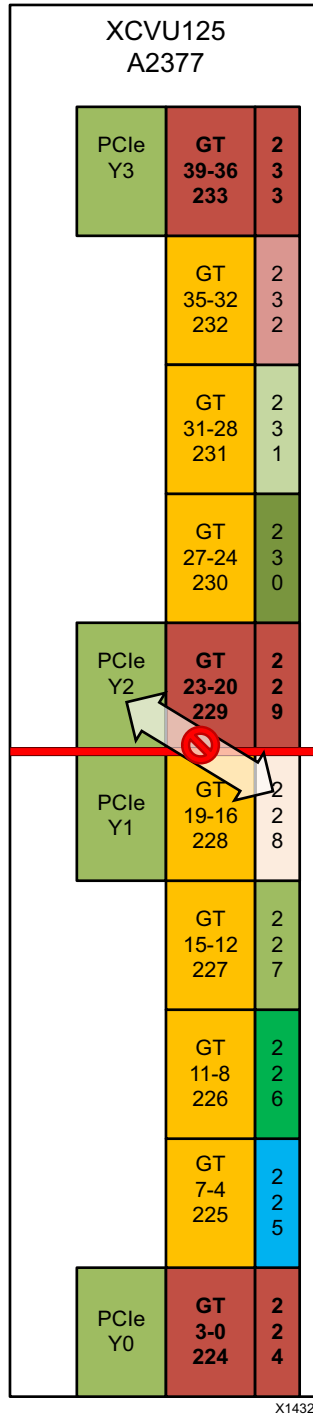 XCVU125
A2377
PCIe
Y3
GT
39-36
233
2
3
3
GT
35-32
232
2
3
2
GT
31-28
231
2
3
1
GT
27-24
230
2
3
0
PCIe
Y2
GT
23-20
229
2
2
9
PCIe
Y1
GT
19-16
228
2
2
8
GT
15-12
227
2
2
7
GT
11-8
226
2
2
6
GT
7-4
225
2
2
5
PCIe
Y0
GT
3-0
224
2
2
4
X1432